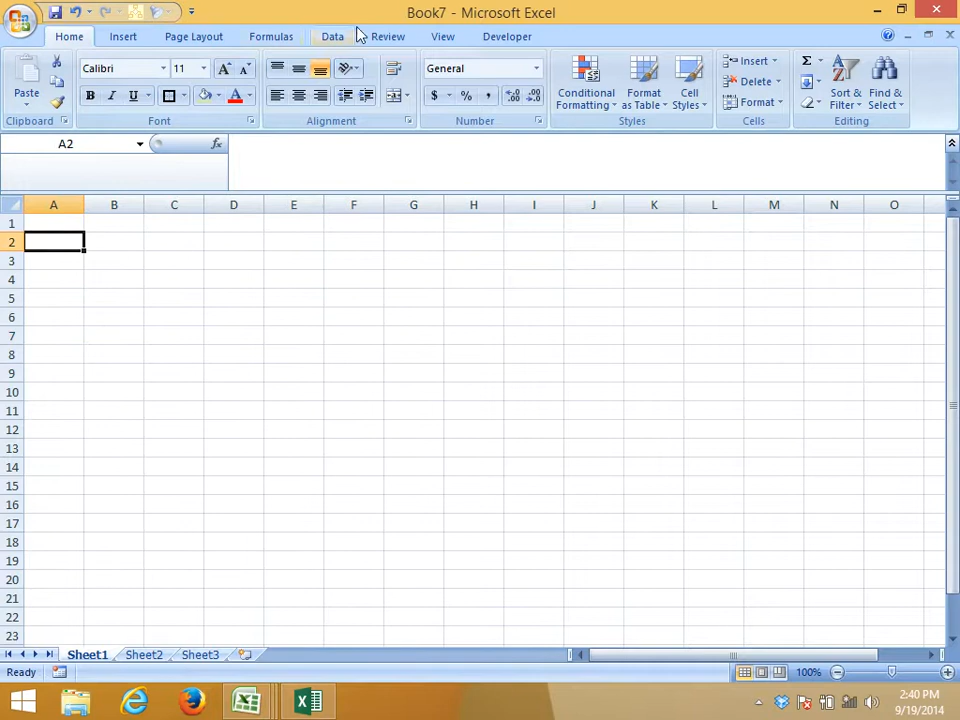 Book7 - Microsoft Excel
Home Insert Page Layout Formulas Data Review View Developer
Calibri 11 General
Paste
B I U
$ % ,
Conditional Formatting
Format as Table
Cell Styles
Insert
Delete
Format
Σ
Sort & Filter
Find & Select
Clipboard Font Alignment Number Styles Cells Editing
A2 fx
A B C D E F G H I J K L M N O
1
2
3
4
5
6
7
8
9
10
11
12
13
14
15
16
17
18
19
20
21
22
23
Sheet1 Sheet2 Sheet3
Ready 100%
2:40 PM
9/19/2014